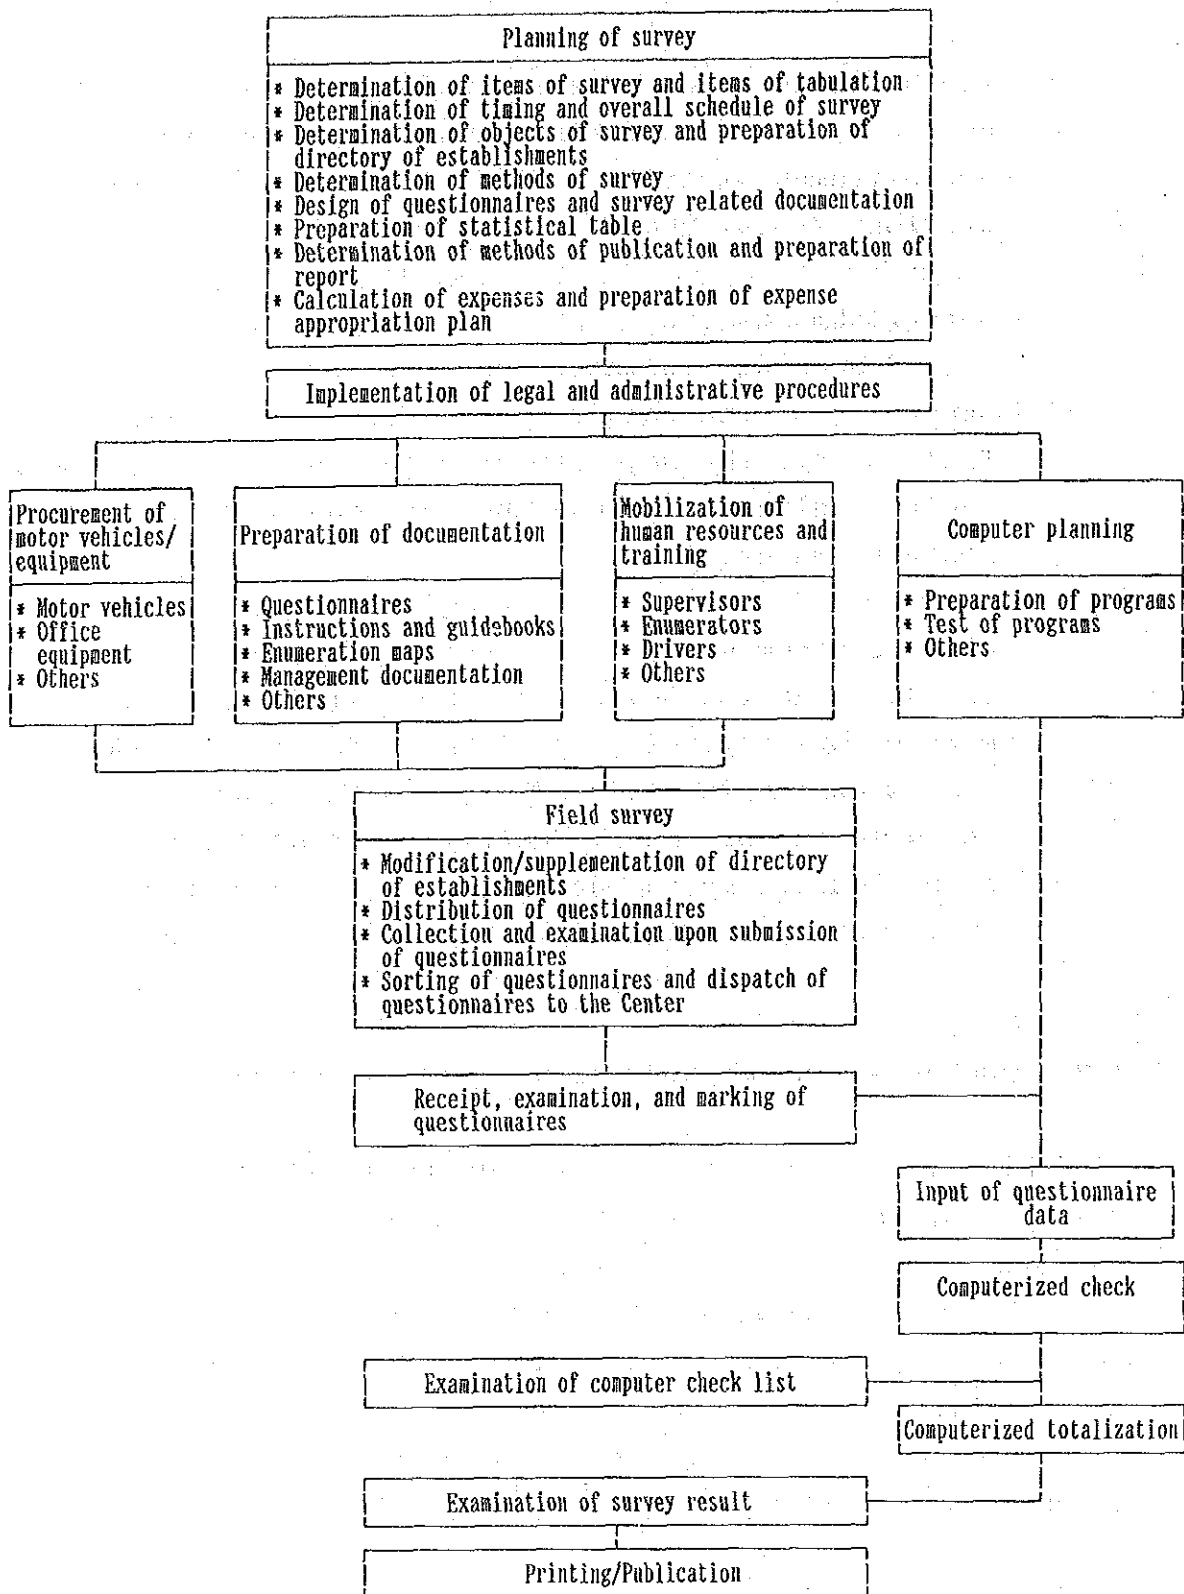 Planning of survey
* Determination of items of survey and items of tabulation
* Determination of timing and overall schedule of survey
* Determination of objects of survey and preparation of
directory of establishments
* Determination of methods of survey
* Design of questionnaires and survey related documentation
* Preparation of statistical table
* Determination of methods of publication and preparation of
report
* Calculation of expenses and preparation of expense
appropriation plan
Implementation of legal and administrative procedures
Procurement of
motor vehicles/
equipment
* Motor vehicles
* Office
equipment
* Others
Preparation of documentation
* Questionnaires
* Instructions and guidebooks
* Enumeration maps
* Management documentation
* Others
Mobilization of
human resources and
training
* Supervisors
* Enumerators
* Drivers
* Others
Computer planning
* Preparation of programs
* Test of programs
* Others
Field survey
* Modification/supplementation of directory
of establishments
* Distribution of questionnaires
* Collection and examination upon submission
of questionnaires
* Sorting of questionnaires and dispatch of
questionnaires to the Center
Receipt, examination, and marking of
questionnaires
Input of questionnaire
data
Computerized check
Examination of computer check list
Computerized totalization
Examination of survey result
Printing/Publication